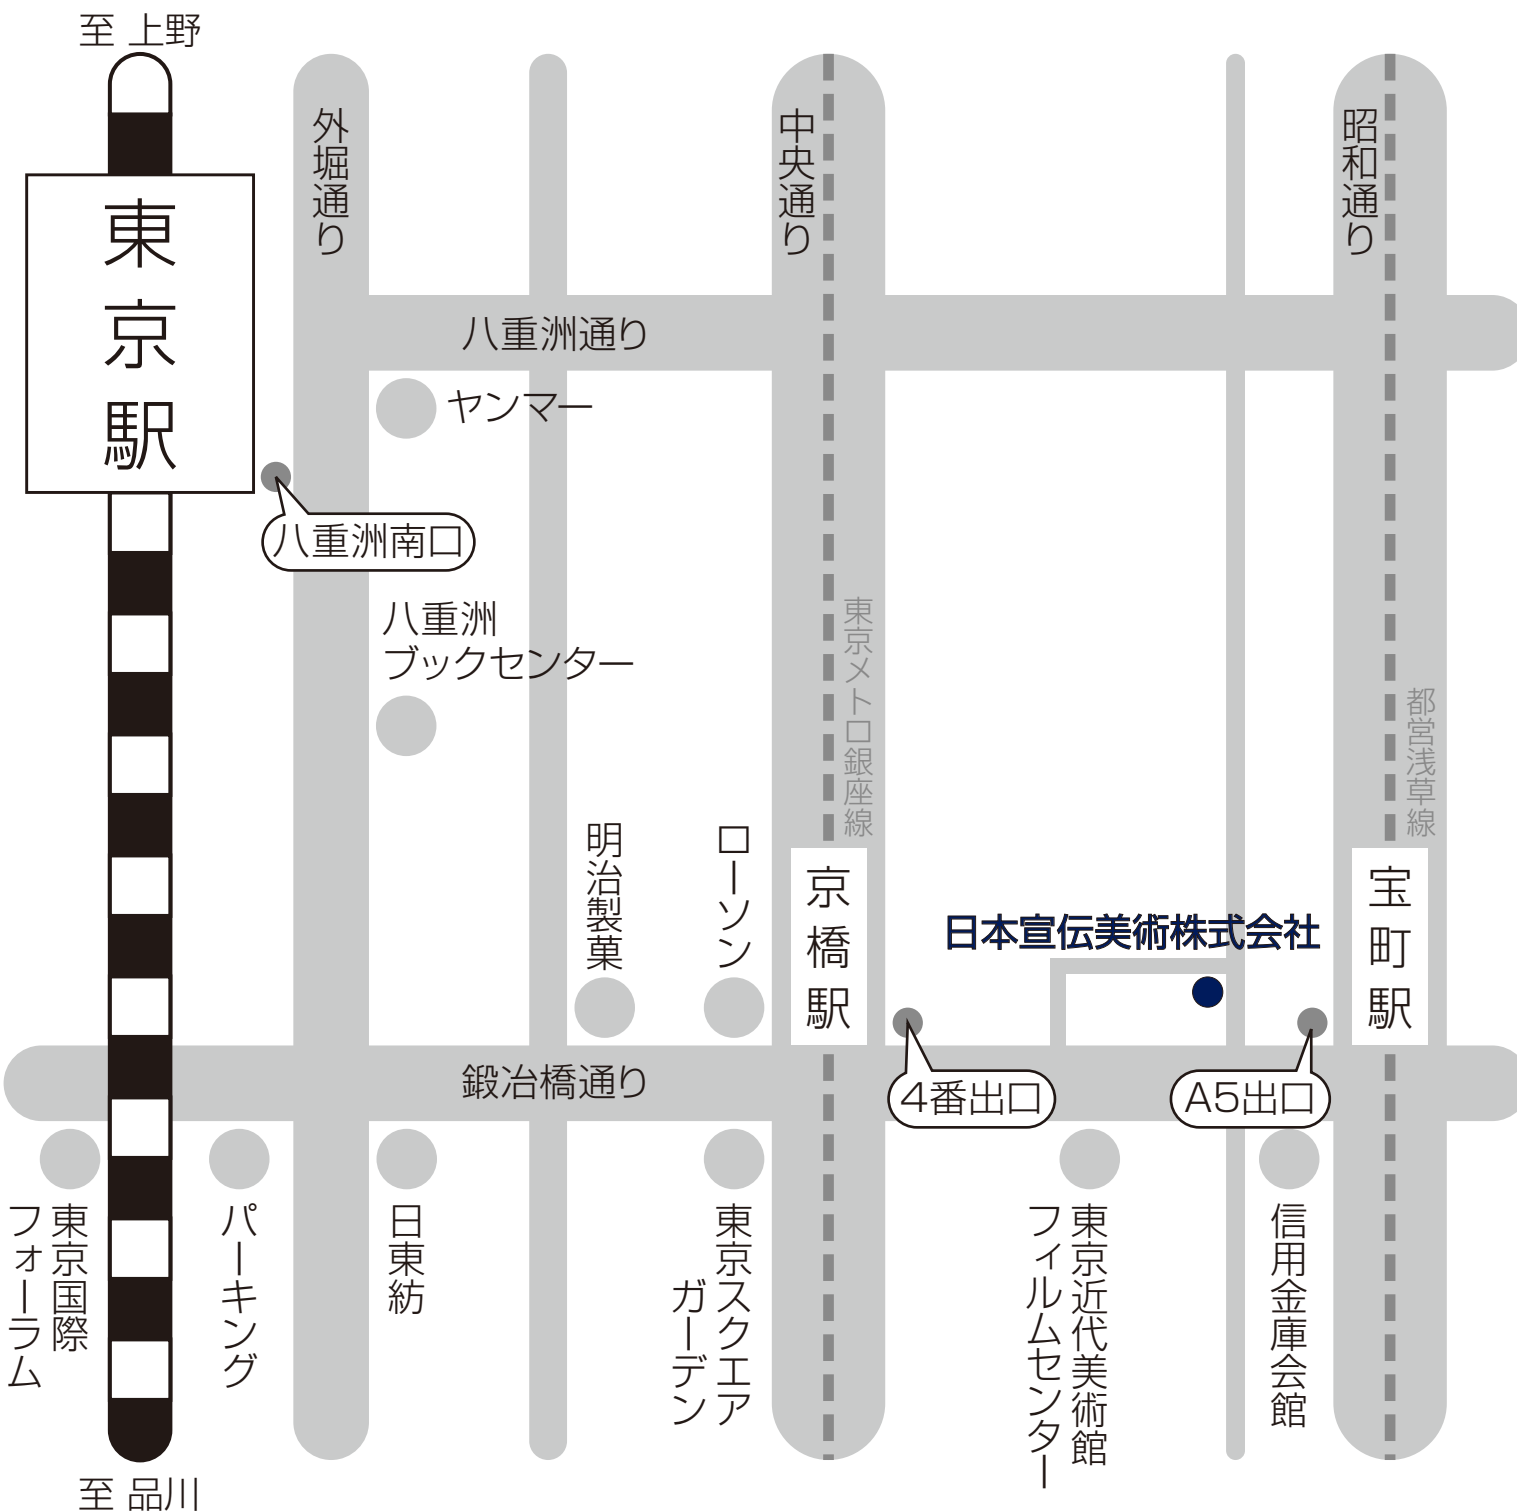 至 上野
外堀通り
中央通り
昭和通り
東京駅
八重洲通り
ヤンマー
八重洲南口
八重洲
ブックセンター
東京メトロ銀座線
都営浅草線
明治製菓
ローソン
京橋駅
日本宣伝美術株式会社
宝町駅
鍛冶橋通り
4番出口
A5出口
東京国際
フォーラム
パーキング
日東紡
東京スクエア
ガーデン
東京近代美術館
フィルムセンター
信用金庫会館
至 品川